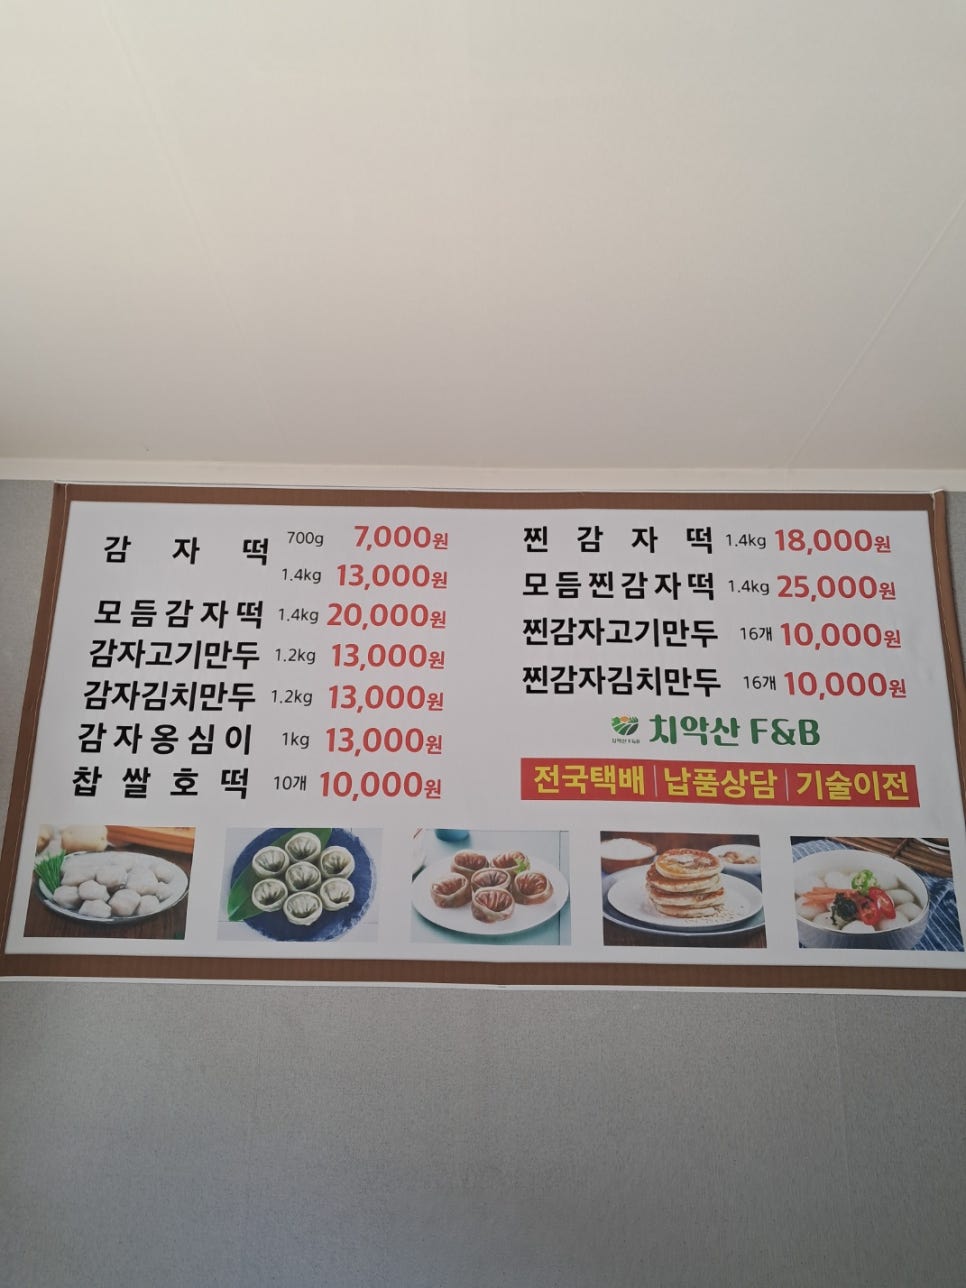 감자떡 700g 7,000원
1.4kg 13,000원
모듬감자떡 1.4kg 20,000원
감자고기만두 1.2kg 13,000원
감자김치만두 1.2kg 13,000원
감자옹심이 1kg 13,000원
찹쌀호떡 10개 10,000원
찐감자떡 1.4kg 18,000원
모듬찐감자떡 1.4kg 25,000원
찐감자고기만두 16개 10,000원
찐감자김치만두 16개 10,000원
치악산 F&B
치악산 F&B
전국택배 | 납품상담 | 기술이전